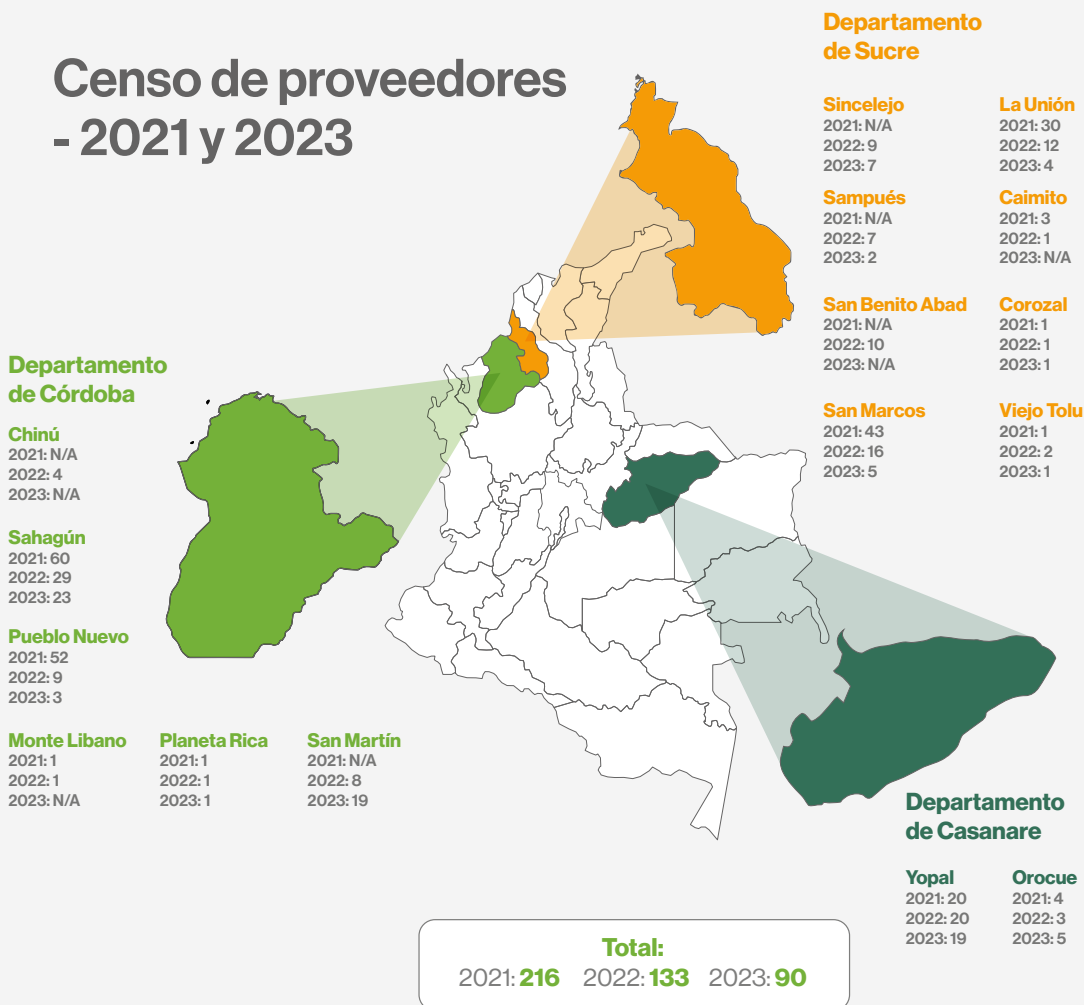 Censo de proveedores
- 2021 y 2023
Departamento
de Sucre
Sincelejo
2021: N/A
2022: 9
2023: 7
La Unión
2021: 30
2022: 12
2023: 4
Sampués
2021: N/A
2022: 7
2023: 2
Caimito
2021: 3
2022: 1
2023: N/A
San Benito Abad
2021: N/A
2022: 10
2023: N/A
Corozal
2021: 1
2022: 1
2023: 1
San Marcos
2021: 43
2022: 16
2023: 5
Viejo Tolu
2021: 1
2022: 2
2023: 1
Departamento
de Córdoba
Chinú
2021: N/A
2022: 4
2023: N/A
Sahagún
2021: 60
2022: 29
2023: 23
Pueblo Nuevo
2021: 52
2022: 9
2023: 3
Monte Libano
2021: 1
2022: 1
2023: N/A
Planeta Rica
2021: 1
2022: 1
2023: 1
San Martín
2021: N/A
2022: 8
2023: 19
Departamento
de Casanare
Yopal
2021: 20
2022: 20
2023: 19
Orocue
2021: 4
2022: 3
2023: 5
Total:
2021: 216 2022: 133 2023: 90